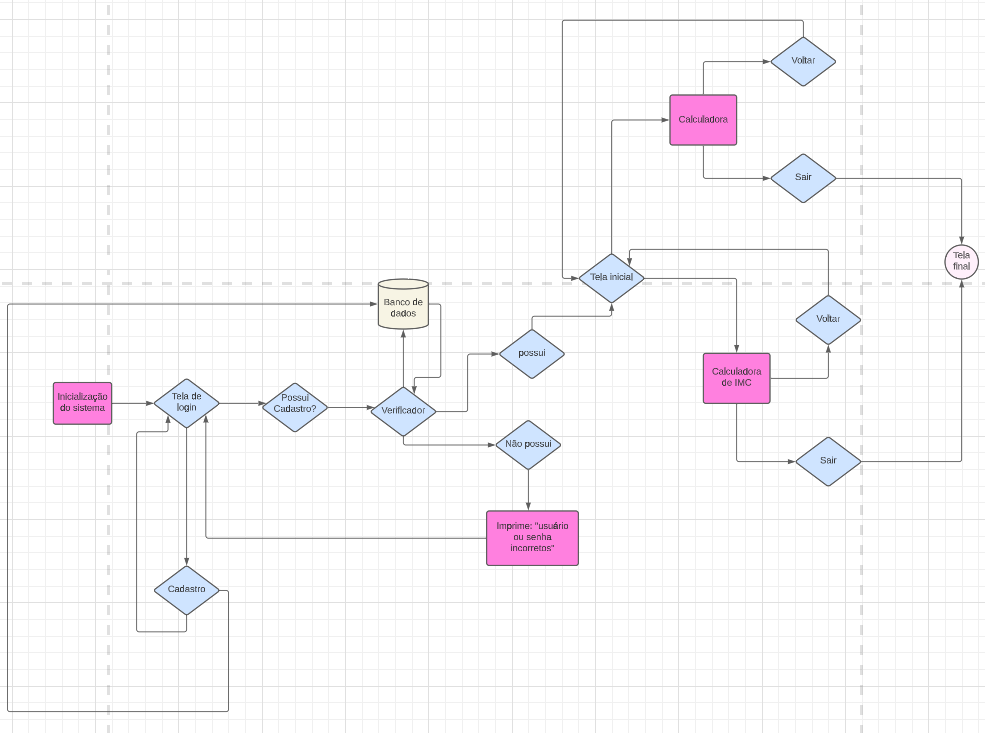 Voltar
Calculadora
Sair
Tela
final
Tela inicial
Banco de
dados
Voltar
possui
Calculadora
de IMC
Inicialização
do sistema
Tela de
login
Possui
Cadastro?
Verificador
Não possui
Sair
Imprime: "usuário
ou senha
incorretos"
Cadastro